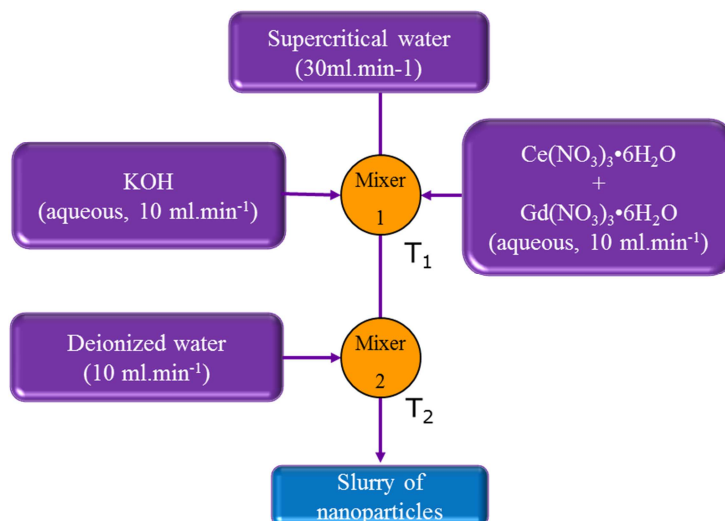 Supercritical water
(30ml.min-1)
KOH
(aqueous, 10 ml.min⁻¹)
Mixer
1
Ce(NO₃)₃•6H₂O
+
Gd(NO₃)₃•6H₂O
(aqueous, 10 ml.min⁻¹)
T₁
Deionized water
(10 ml.min⁻¹)
Mixer
2
T₂
Slurry of
nanoparticles